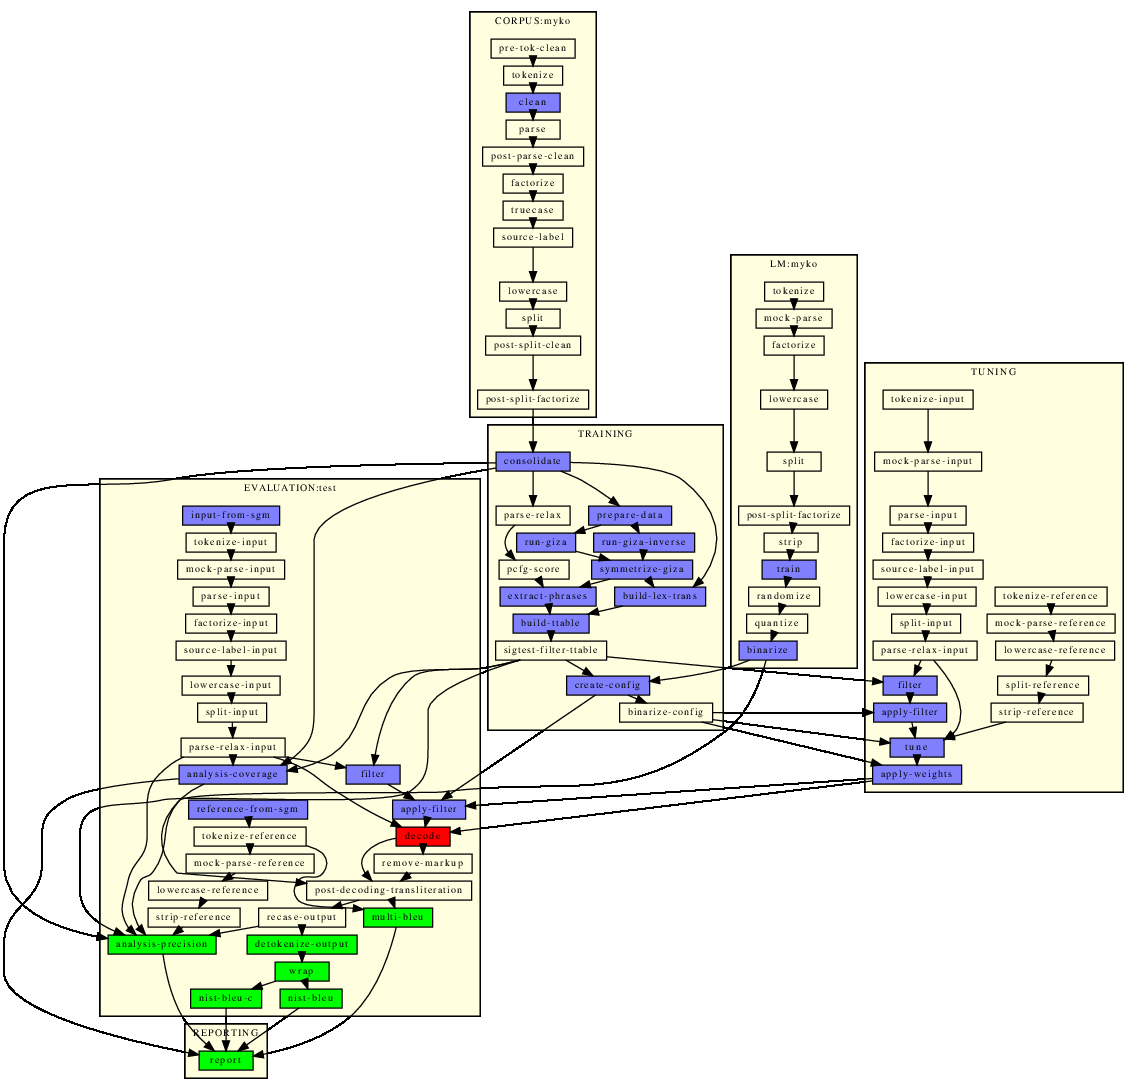 CORPUS:myko
pre-tok-clean
tokenize
clean
parse
post-parse-clean
factorize
truecase
source-label
lowercase
split
post-split-clean
post-split-factorize
LM:myko
tokenize
mock-parse
factorize
lowercase
split
post-split-factorize
strip
train
randomize
quantize
binarize
TUNING
tokenize-input
mock-parse-input
parse-input
factorize-input
source-label-input
lowercase-input
split-input
parse-relax-input
tokenize-reference
mock-parse-reference
lowercase-reference
split-reference
strip-reference
filter
apply-filter
tune
apply-weights
TRAINING
consolidate
parse-relax
prepare-data
run-giza
run-giza-inverse
pcfg-score
symmetrize-giza
extract-phrases
build-lex-trans
build-ttable
sigtest-filter-ttable
create-config
binarize-config
EVALUATION:test
input-from-sgm
tokenize-input
mock-parse-input
parse-input
factorize-input
source-label-input
lowercase-input
split-input
parse-relax-input
analysis-coverage
filter
reference-from-sgm
apply-filter
tokenize-reference
decode
mock-parse-reference
remove-markup
lowercase-reference
post-decoding-transliteration
strip-reference
recase-output
multi-bleu
analysis-precision
detokenize-output
wrap
nist-bleu-c
nist-bleu
REPORTING
report